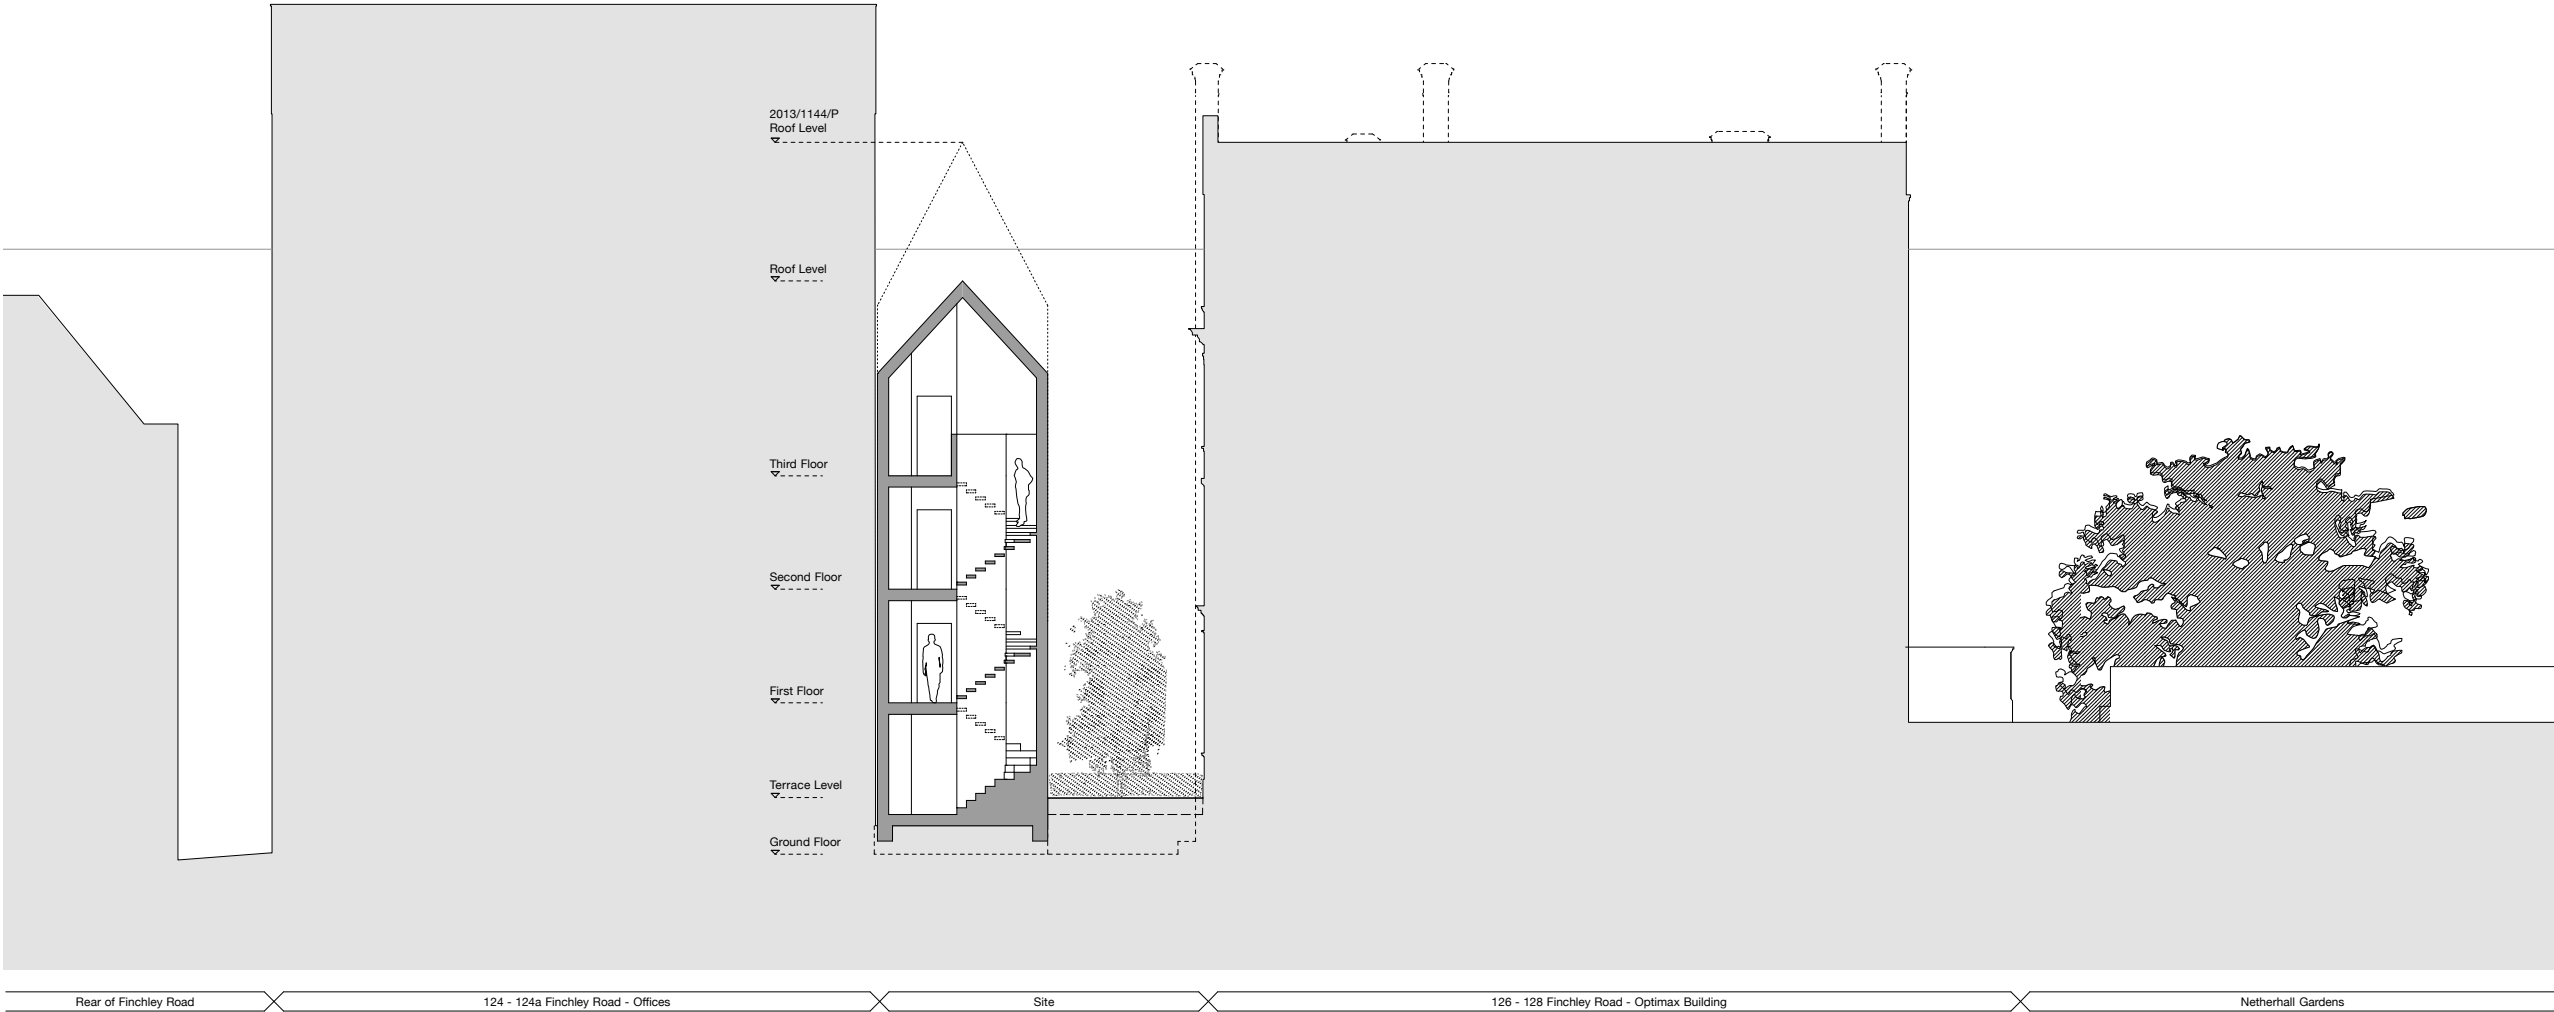 2013/1144/P
Roof Level
Roof Level
Third Floor
Second Floor
First Floor
Terrace Level
Ground Floor
Rear of Finchley Road
124 - 124a Finchley Road - Offices
Site
126 - 128 Finchley Road - Optimax Building
Netherhall Gardens